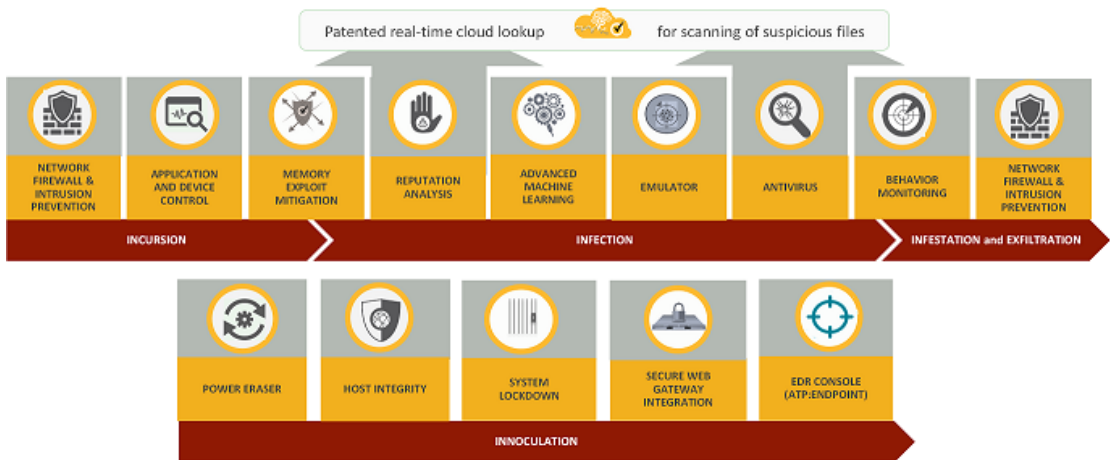 Patented real-time cloud lookup
for scanning of suspicious files
NETWORK
FIREWALL &
INTRUSION
PREVENTION
APPLICATION
AND DEVICE
CONTROL
MEMORY
EXPLOIT
MITIGATION
REPUTATION
ANALYSIS
ADVANCED
MACHINE
LEARNING
EMULATOR
ANTIVIRUS
BEHAVIOR
MONITORING
NETWORK
FIREWALL &
INTRUSION
PREVENTION
INCURSION
INFECTION
INFESTATION and EXFILTRATION
POWER ERASER
HOST INTEGRITY
SYSTEM
LOCKDOWN
SECURE WEB
GATEWAY
INTEGRATION
EDR CONSOLE
(ATP:ENDPOINT)
INNOCULATION